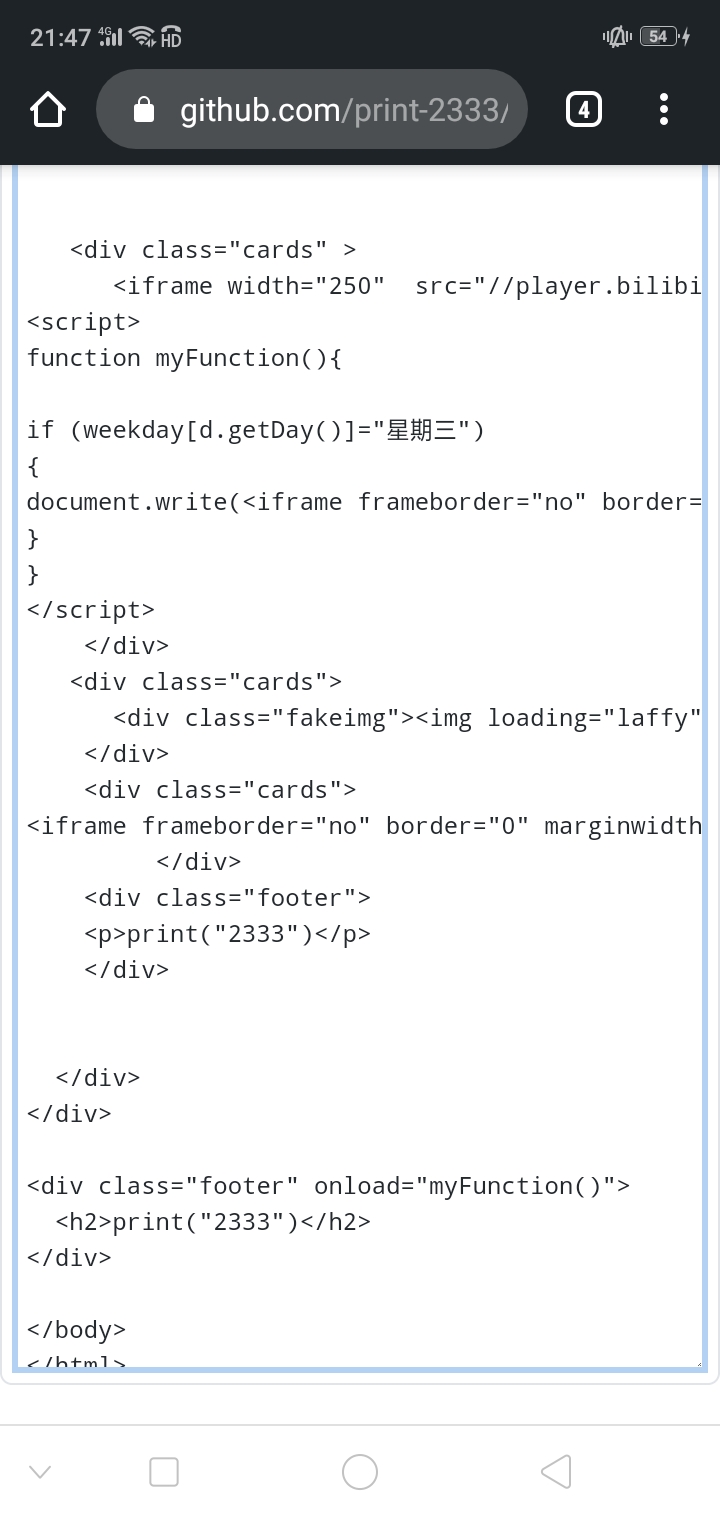 21:47 4G HD 54
github.com/print-2333/ 4
<div class="cards" >
<iframe width="250"  src="//player.bilibi
<script>
function myFunction(){
if (weekday[d.getDay()]="星期三")
{
document.write(<iframe frameborder="no" border=
}
}
</script>
</div>
<div class="cards">
<div class="fakeimg"><img loading="laffy"
</div>
<div class="cards">
<iframe frameborder="no" border="0" marginwidth
</div>
<div class="footer">
<p>print("2333")</p>
</div>
</div>
</div>
<div class="footer" onload="myFunction()">
<h2>print("2333")</h2>
</div>
</body>
</html>